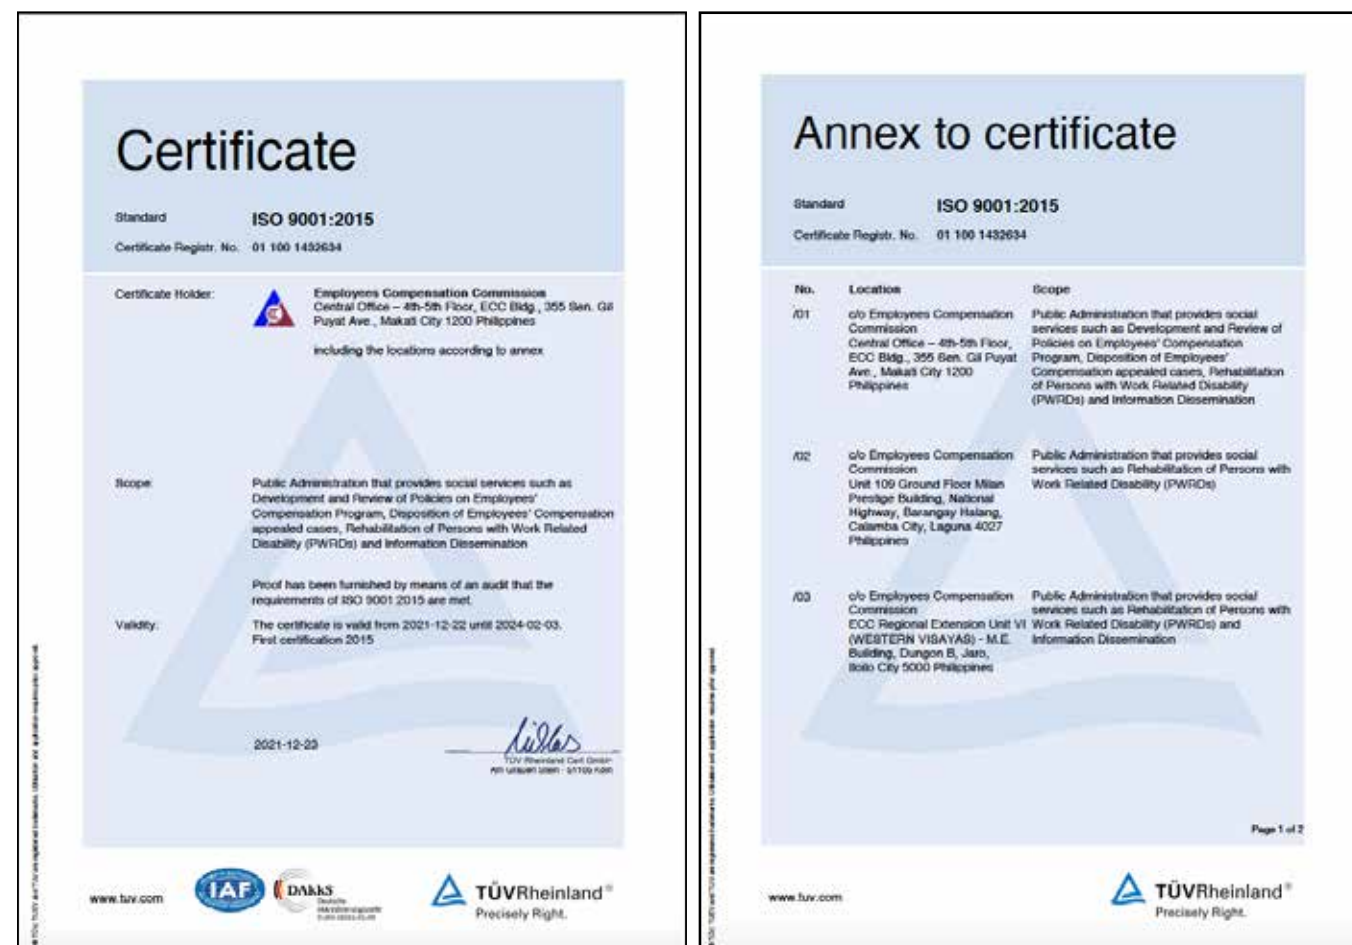 Certificate
Standard ISO 9001:2015
Certificate Registr. No. 01 100 1432634
Certificate Holder:
Employees Compensation Commission
Central Office – 4th-5th Floor, ECC Bldg., 355 Sen. Gil
Puyat Ave., Makati City 1200 Philippines
including the locations according to annex
Scope:
Public Administration that provides social services such as
Development and Review of Policies on Employees'
Compensation Program, Disposition of Employees' Compensation
appealed cases, Rehabilitation of Persons with Work Related
Disability (PWRDs) and Information Dissemination
Proof has been furnished by means of an audit that the
requirements of ISO 9001:2015 are met.
Validity:
The certificate is valid from 2021-12-22 until 2024-02-03.
First certification 2015
2021-12-23
TÜV Rheinland Cert GmbH
Am Grauen Stein · 51105 Köln
www.tuv.com
IAF
DAkkS
Deutsche
Akkreditierungsstelle
TÜVRheinland®
Precisely Right.
Annex to certificate
Standard ISO 9001:2015
Certificate Registr. No. 01 100 1432634
No. Location Scope
/01
c/o Employees Compensation
Commission
Central Office – 4th-5th Floor,
ECC Bldg., 355 Sen. Gil Puyat
Ave., Makati City 1200
Philippines
Public Administration that provides social
services such as Development and Review of
Policies on Employees' Compensation
Program, Disposition of Employees'
Compensation appealed cases, Rehabilitation
of Persons with Work Related Disability
(PWRDs) and Information Dissemination
/02
c/o Employees Compensation
Commission
Unit 109 Ground Floor Milan
Prestige Building, National
Highway, Barangay Halang,
Calamba City, Laguna 4027
Philippines
Public Administration that provides social
services such as Rehabilitation of Persons with
Work Related Disability (PWRDs)
/03
c/o Employees Compensation
Commission
ECC Regional Extension Unit VI
(WESTERN VISAYAS) - M.E.
Building, Dungon B, Jaro,
Iloilo City 5000 Philippines
Public Administration that provides social
services such as Rehabilitation of Persons with
Work Related Disability (PWRDs) and
Information Dissemination
Page 1 of 2
www.tuv.com
TÜVRheinland®
Precisely Right.